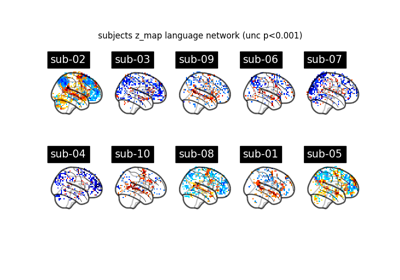 subjects z_map language network (unc p<0.001)
sub-02 sub-03 sub-09 sub-06 sub-07
sub-04 sub-10 sub-08 sub-01 sub-05